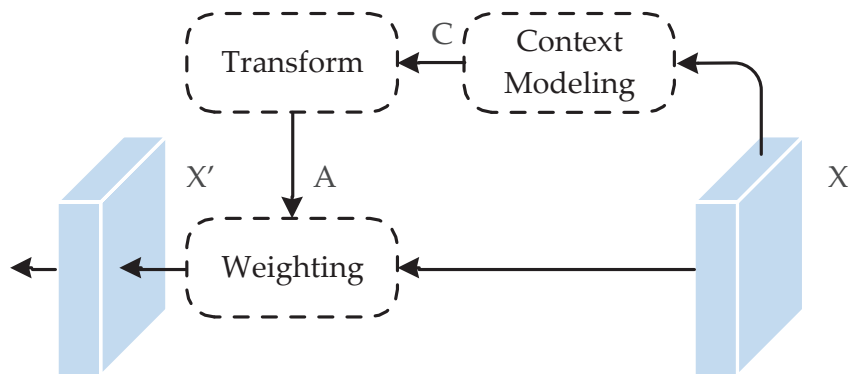 C
Context
Modeling
Transform
X'
A
X
Weighting